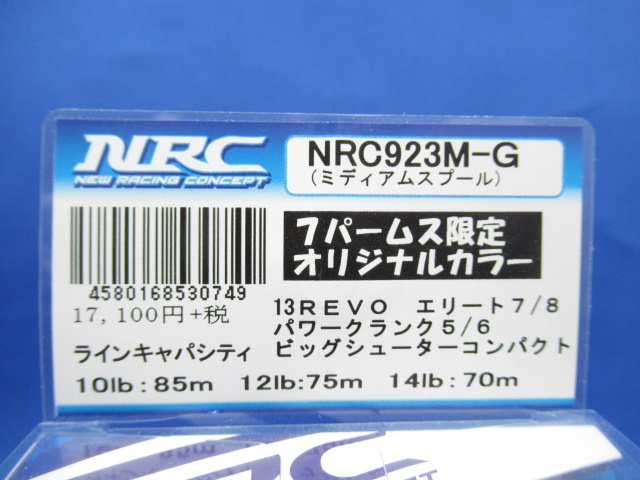 NRC
NEW RACING CONCEPT
NRC923M-G
(ミディアムスプール)
7パームス限定
オリジナルカラー
4580168530749
17,100円+税
13REVO エリート7/8
パワークランク5/6
ラインキャパシティ ビッグシューターコンパクト
10lb:85m 12lb:75m 14lb:70m